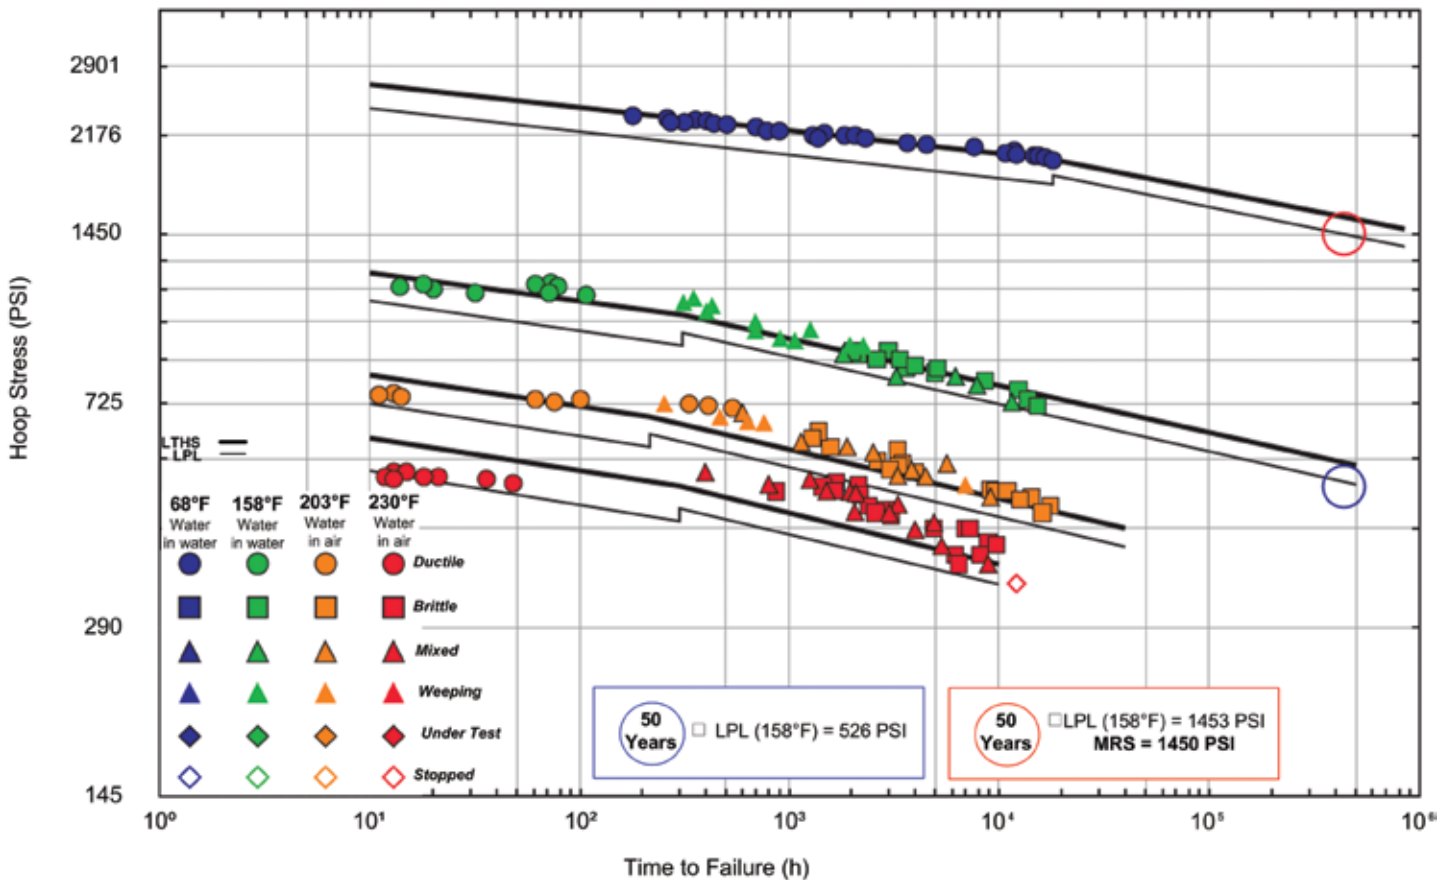 Hoop Stress (PSI)
2901
2176
1450
725
290
145
LTHS
LPL
68°F 158°F 203°F 230°F
Water in water
Water in water
Water in air
Water in air
Ductile
Brittle
Mixed
Weeping
Under Test
Stopped
50 Years
LPL (158°F) = 526 PSI
50 Years
LPL (158°F) = 1453 PSI
MRS = 1450 PSI
10⁰ 10¹ 10² 10³ 10⁴ 10⁵ 10⁶
Time to Failure (h)